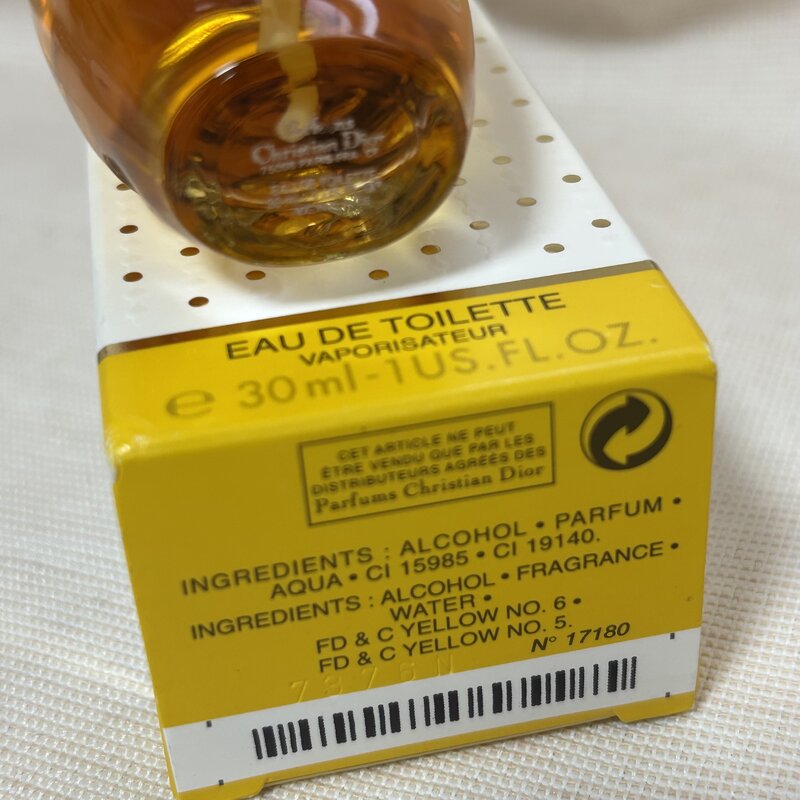 Christian Dior
EAU DE TOILETTE
VAPORISATEUR
℮ 30 ml - 1 US. FL. OZ.
CET ARTICLE NE PEUT
ÊTRE VENDU QUE PAR LES
DISTRIBUTEURS AGRÉÉS DES
Parfums Christian Dior
INGREDIENTS : ALCOHOL • PARFUM •
AQUA • CI 15985 • CI 19140.
INGREDIENTS : ALCOHOL • FRAGRANCE •
WATER •
FD & C YELLOW NO. 6 •
FD & C YELLOW NO. 5.
N° 17180